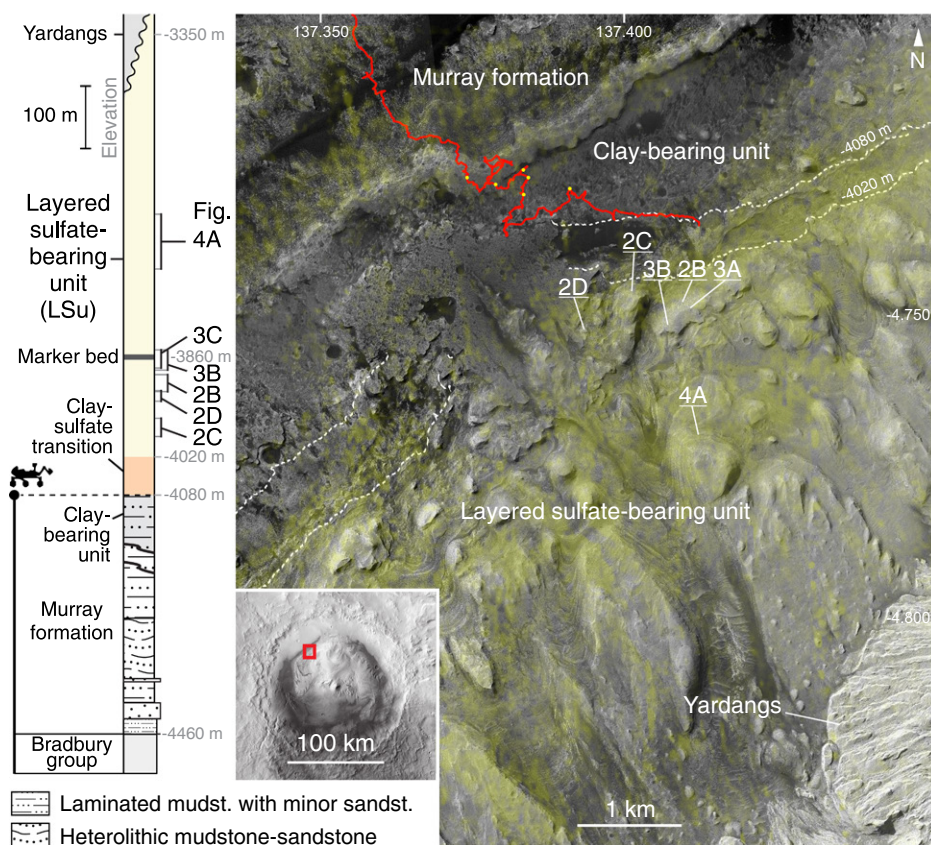 Yardangs
-3350 m
100 m
Elevation
Layered
sulfate-
bearing
unit
(LSu)
Fig.
4A
3C
Marker bed
-3860 m
3B
2B
2D
2C
Clay-
sulfate
transition
-4020 m
-4080 m
Clay-
bearing
unit
Murray
formation
-4460 m
Bradbury
group
Laminated mudst. with minor sandst.
Heterolithic mudstone-sandstone
137.350
137.400
N
Murray formation
Clay-bearing unit
-4080 m
-4020 m
2C
2D
3B
2B
3A
-4.750
4A
Layered sulfate-bearing unit
-4.800
Yardangs
100 km
1 km